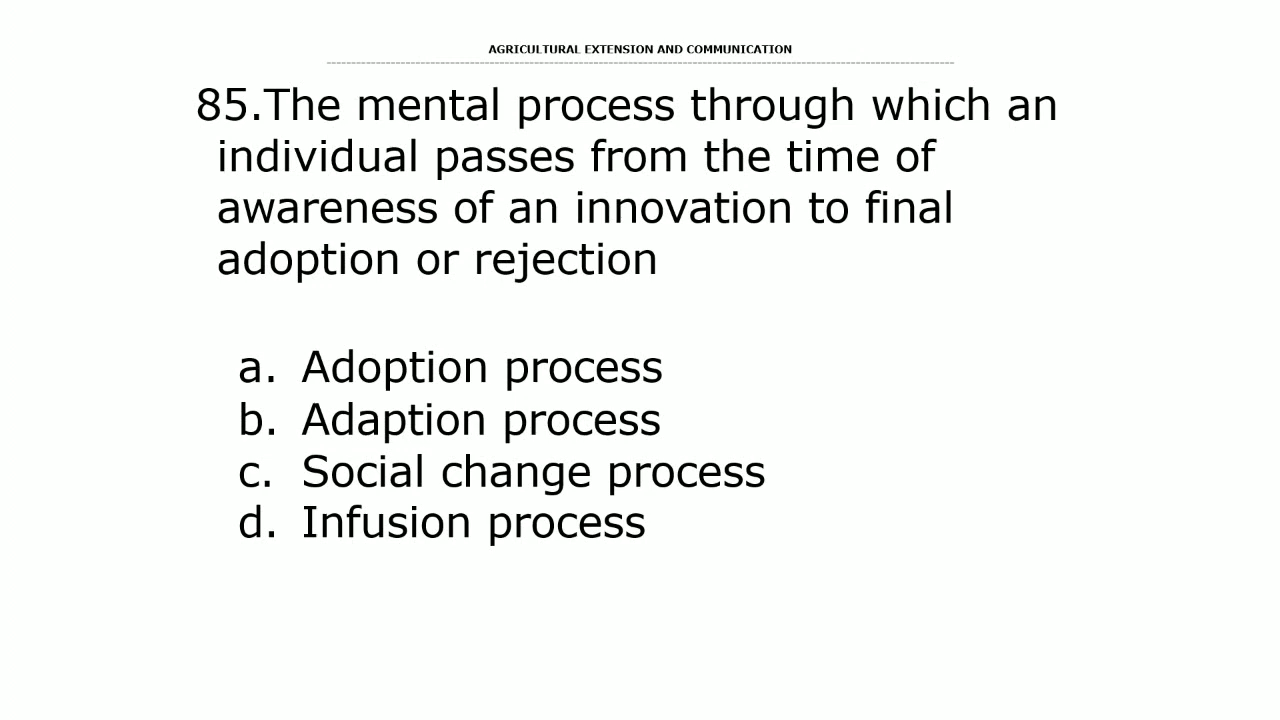 AGRICULTURAL EXTENSION AND COMMUNICATION
85.The mental process through which an
individual passes from the time of
awareness of an innovation to final
adoption or rejection
a. Adoption process
b. Adaption process
c. Social change process
d. Infusion process